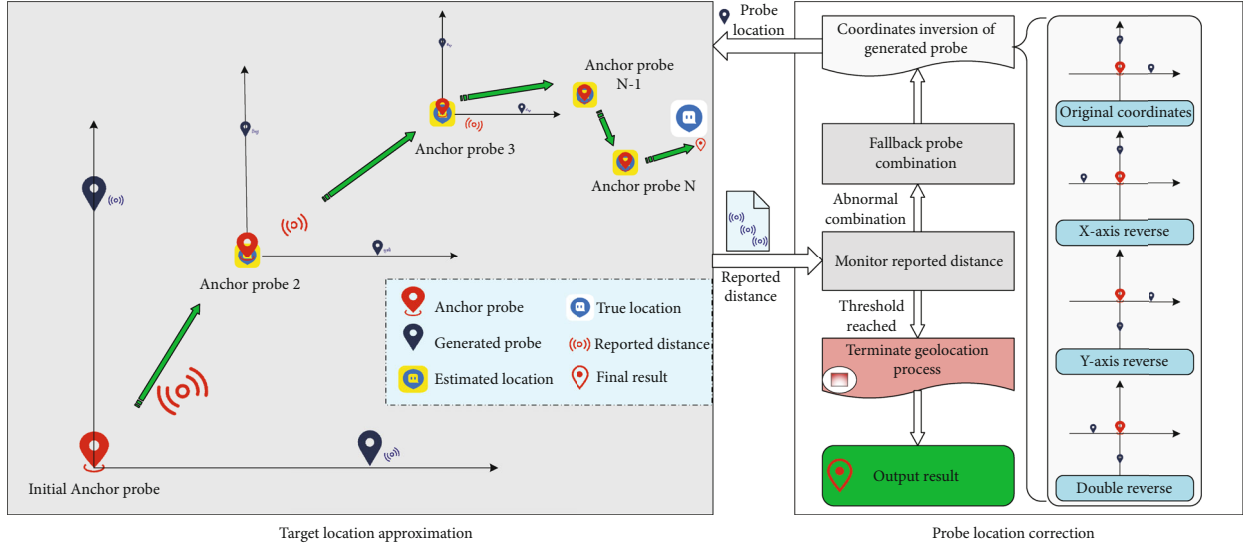 Anchor probe
N-1
Anchor probe 3
Anchor probe N
Anchor probe 2
Initial Anchor probe
Anchor probe
Generated probe
Estimated location
True location
Reported distance
Final result
Target location approximation
Probe
location
Reported
distance
Coordinates inversion of
generated probe
Fallback probe
combination
Abnormal
combination
Monitor reported distance
Threshold
reached
Terminate geolocation
process
Output result
Original coordinates
X-axis reverse
Y-axis reverse
Double reverse
Probe location correction